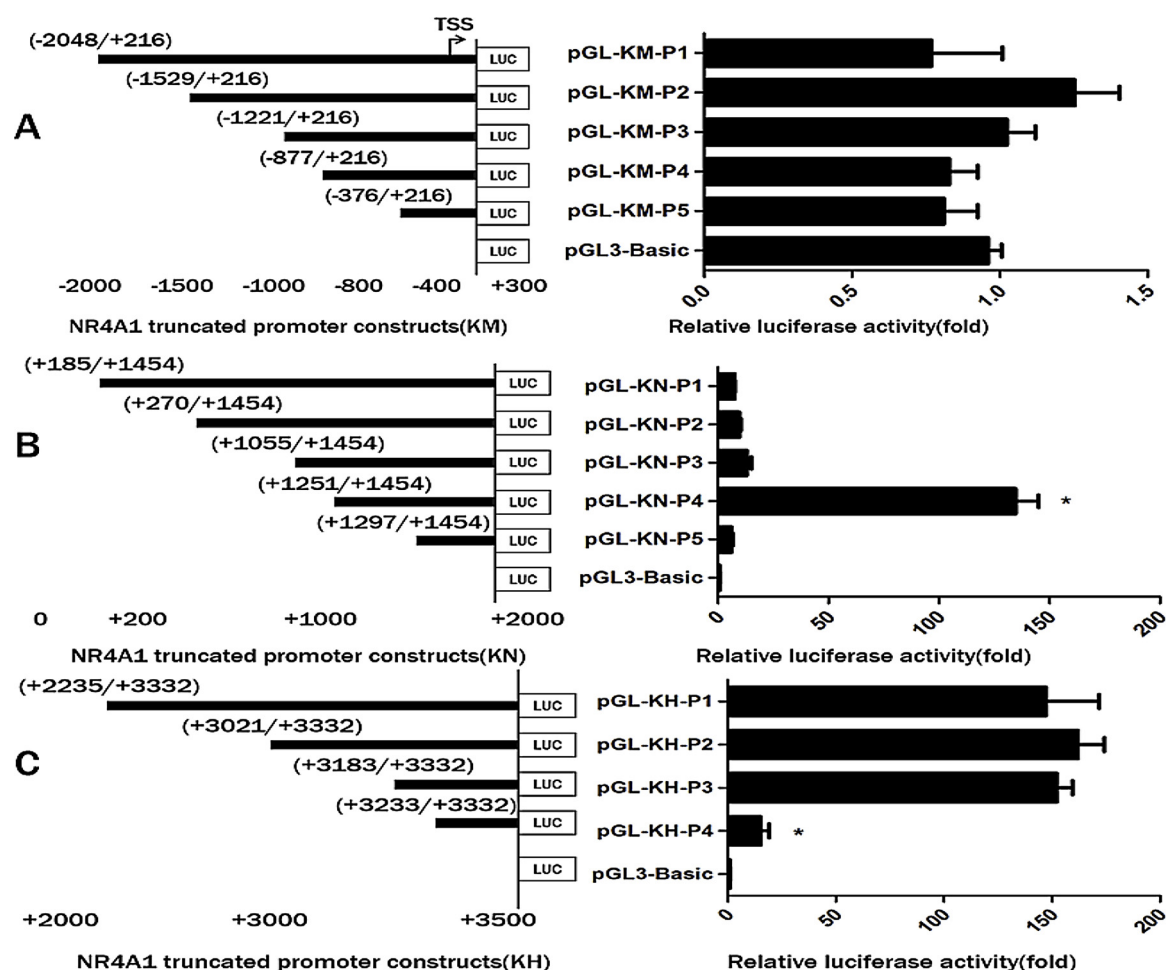 A
TSS
(-2048/+216)
LUC
(-1529/+216)
LUC
(-1221/+216)
LUC
(-877/+216)
LUC
(-376/+216)
LUC
LUC
-2000 -1500 -1000 -800 -400 +300
NR4A1 truncated promoter constructs(KM)
pGL-KM-P1
pGL-KM-P2
pGL-KM-P3
pGL-KM-P4
pGL-KM-P5
pGL3-Basic
0.0 0.5 1.0 1.5
Relative luciferase activity(fold)
B
(+185/+1454)
LUC
(+270/+1454)
LUC
(+1055/+1454)
LUC
(+1251/+1454)
LUC
(+1297/+1454)
LUC
LUC
0 +200 +1000 +2000
NR4A1 truncated promoter constructs(KN)
pGL-KN-P1
pGL-KN-P2
pGL-KN-P3
pGL-KN-P4 *
pGL-KN-P5
pGL3-Basic
0 50 100 150 200
Relative luciferase activity(fold)
C
(+2235/+3332)
LUC
(+3021/+3332)
LUC
(+3183/+3332)
LUC
(+3233/+3332)
LUC
LUC
+2000 +3000 +3500
NR4A1 truncated promoter constructs(KH)
pGL-KH-P1
pGL-KH-P2
pGL-KH-P3
pGL-KH-P4 *
pGL3-Basic
0 50 100 150 200
Relative luciferase activity(fold)